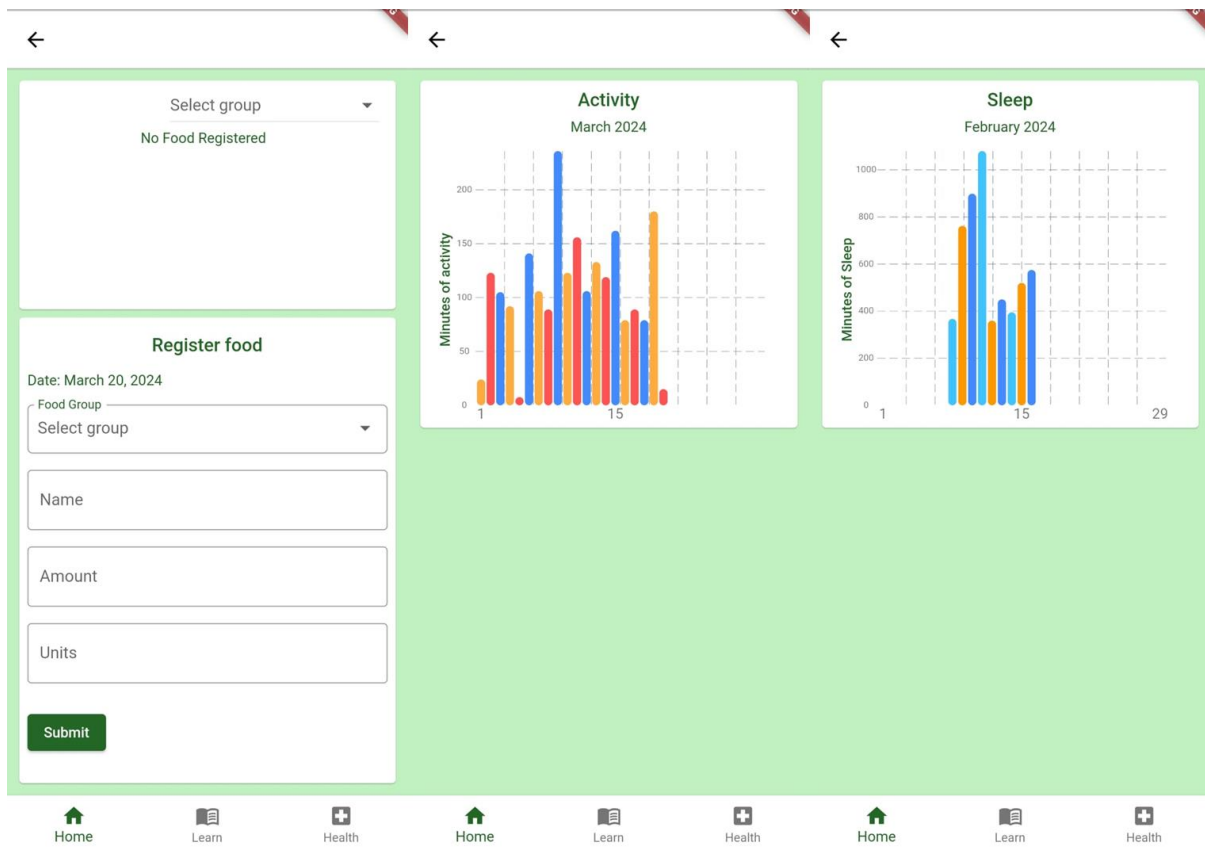 Select group
No Food Registered
Register food
Date: March 20, 2024
Food Group
Select group
Name
Amount
Units
Submit
Home
Learn
Health
Activity
March 2024
Minutes of activity
200
150
100
50
0
1
15
Home
Learn
Health
Sleep
February 2024
Minutes of Sleep
1000
800
600
400
200
0
1
15
29
Home
Learn
Health